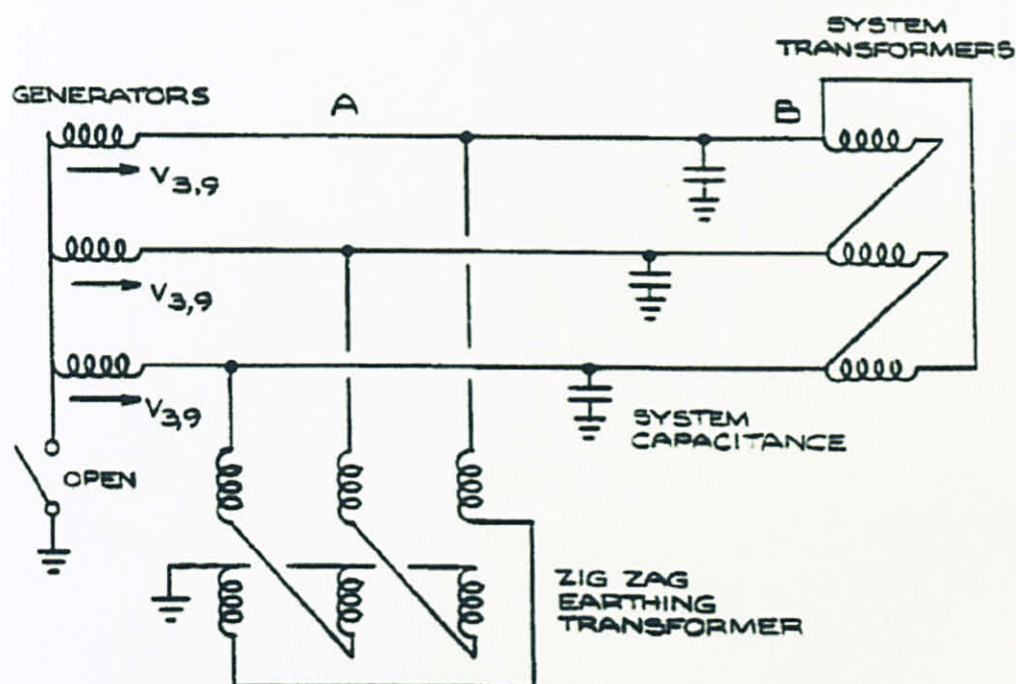 SYSTEM
TRANSFORMERS
GENERATORS
A
B
V3,9
V3,9
V3,9
SYSTEM
CAPACITANCE
OPEN
ZIG ZAG
EARTHING
TRANSFORMER